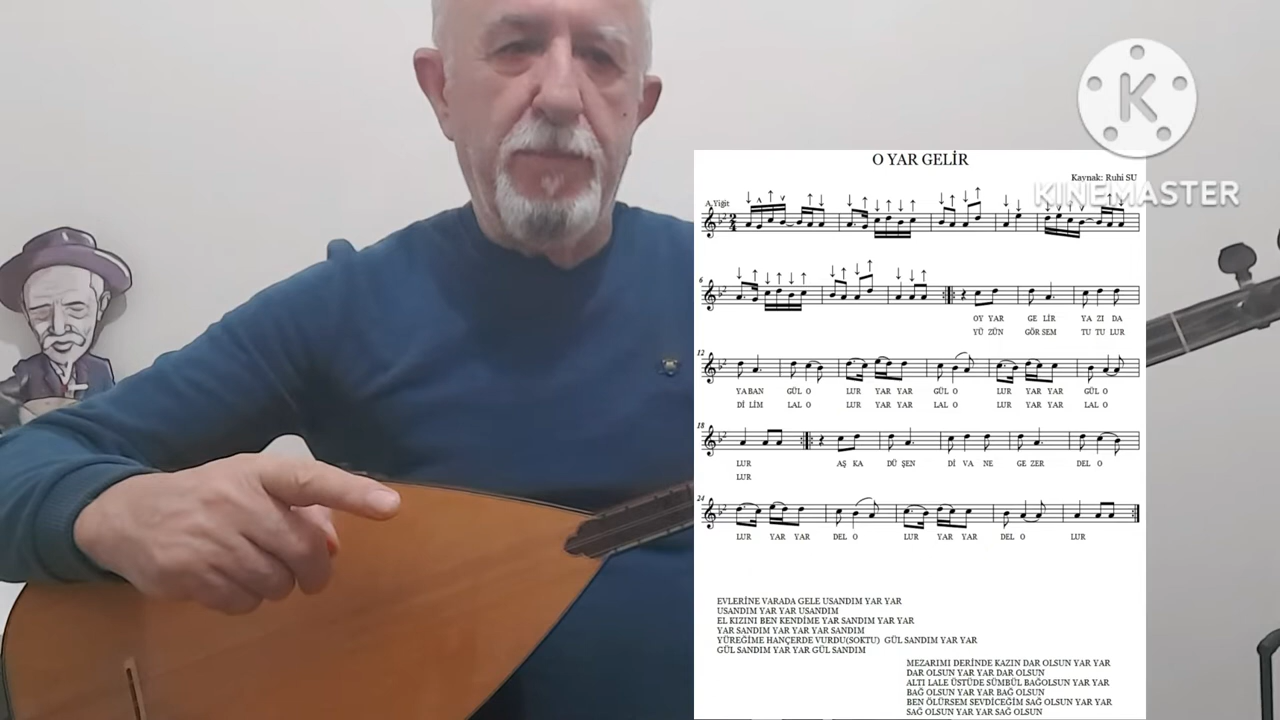 KINEMASTER
O YAR GELİR
Kaynak: Ruhi SU
A.Yiğit
2
4
6
OY YAR GE LİR YA ZI DA
YÜ ZÜN GÖR SEM TU TU LUR
12
YA BAN GÜL O LUR YAR YAR GÜL O LUR YAR YAR GÜL O
Dİ LİM LAL O LUR YAR YAR LAL O LUR YAR YAR LAL O
18
LUR AŞ KA DÜ ŞEN Dİ VA NE GE ZER DEL O
LUR
24
LUR YAR YAR DEL O LUR YAR YAR DEL O LUR
EVLERİNE VARADA GELE USANDIM YAR YAR
USANDIM YAR YAR USANDIM
EL KIZINI BEN KENDİME YAR SANDIM YAR YAR
YAR SANDIM YAR YAR YAR SANDIM
YÜREĞİME HANÇERDE VURDU(SOKTU) GÜL SANDIM YAR YAR
GÜL SANDIM YAR YAR GÜL SANDIM
MEZARIMI DERİNDE KAZIN DAR OLSUN YAR YAR
DAR OLSUN YAR YAR DAR OLSUN
ALTI LALE ÜSTÜDE SÜMBÜL BAĞOLSUN YAR YAR
BAĞ OLSUN YAR YAR BAĞ OLSUN
BEN ÖLÜRSEM SEVDİCEĞİM SAĞ OLSUN YAR YAR
SAĞ OLSUN YAR YAR SAĞ OLSUN